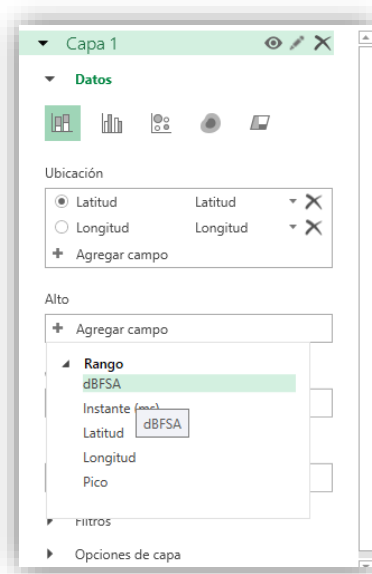 Capa 1
Datos
Ubicación
Latitud Latitud
Longitud Longitud
Agregar campo
Alto
Agregar campo
Rango
dBFSA
Instante (ms)
dBFSA
Latitud
Longitud
Pico
Filtros
Opciones de capa